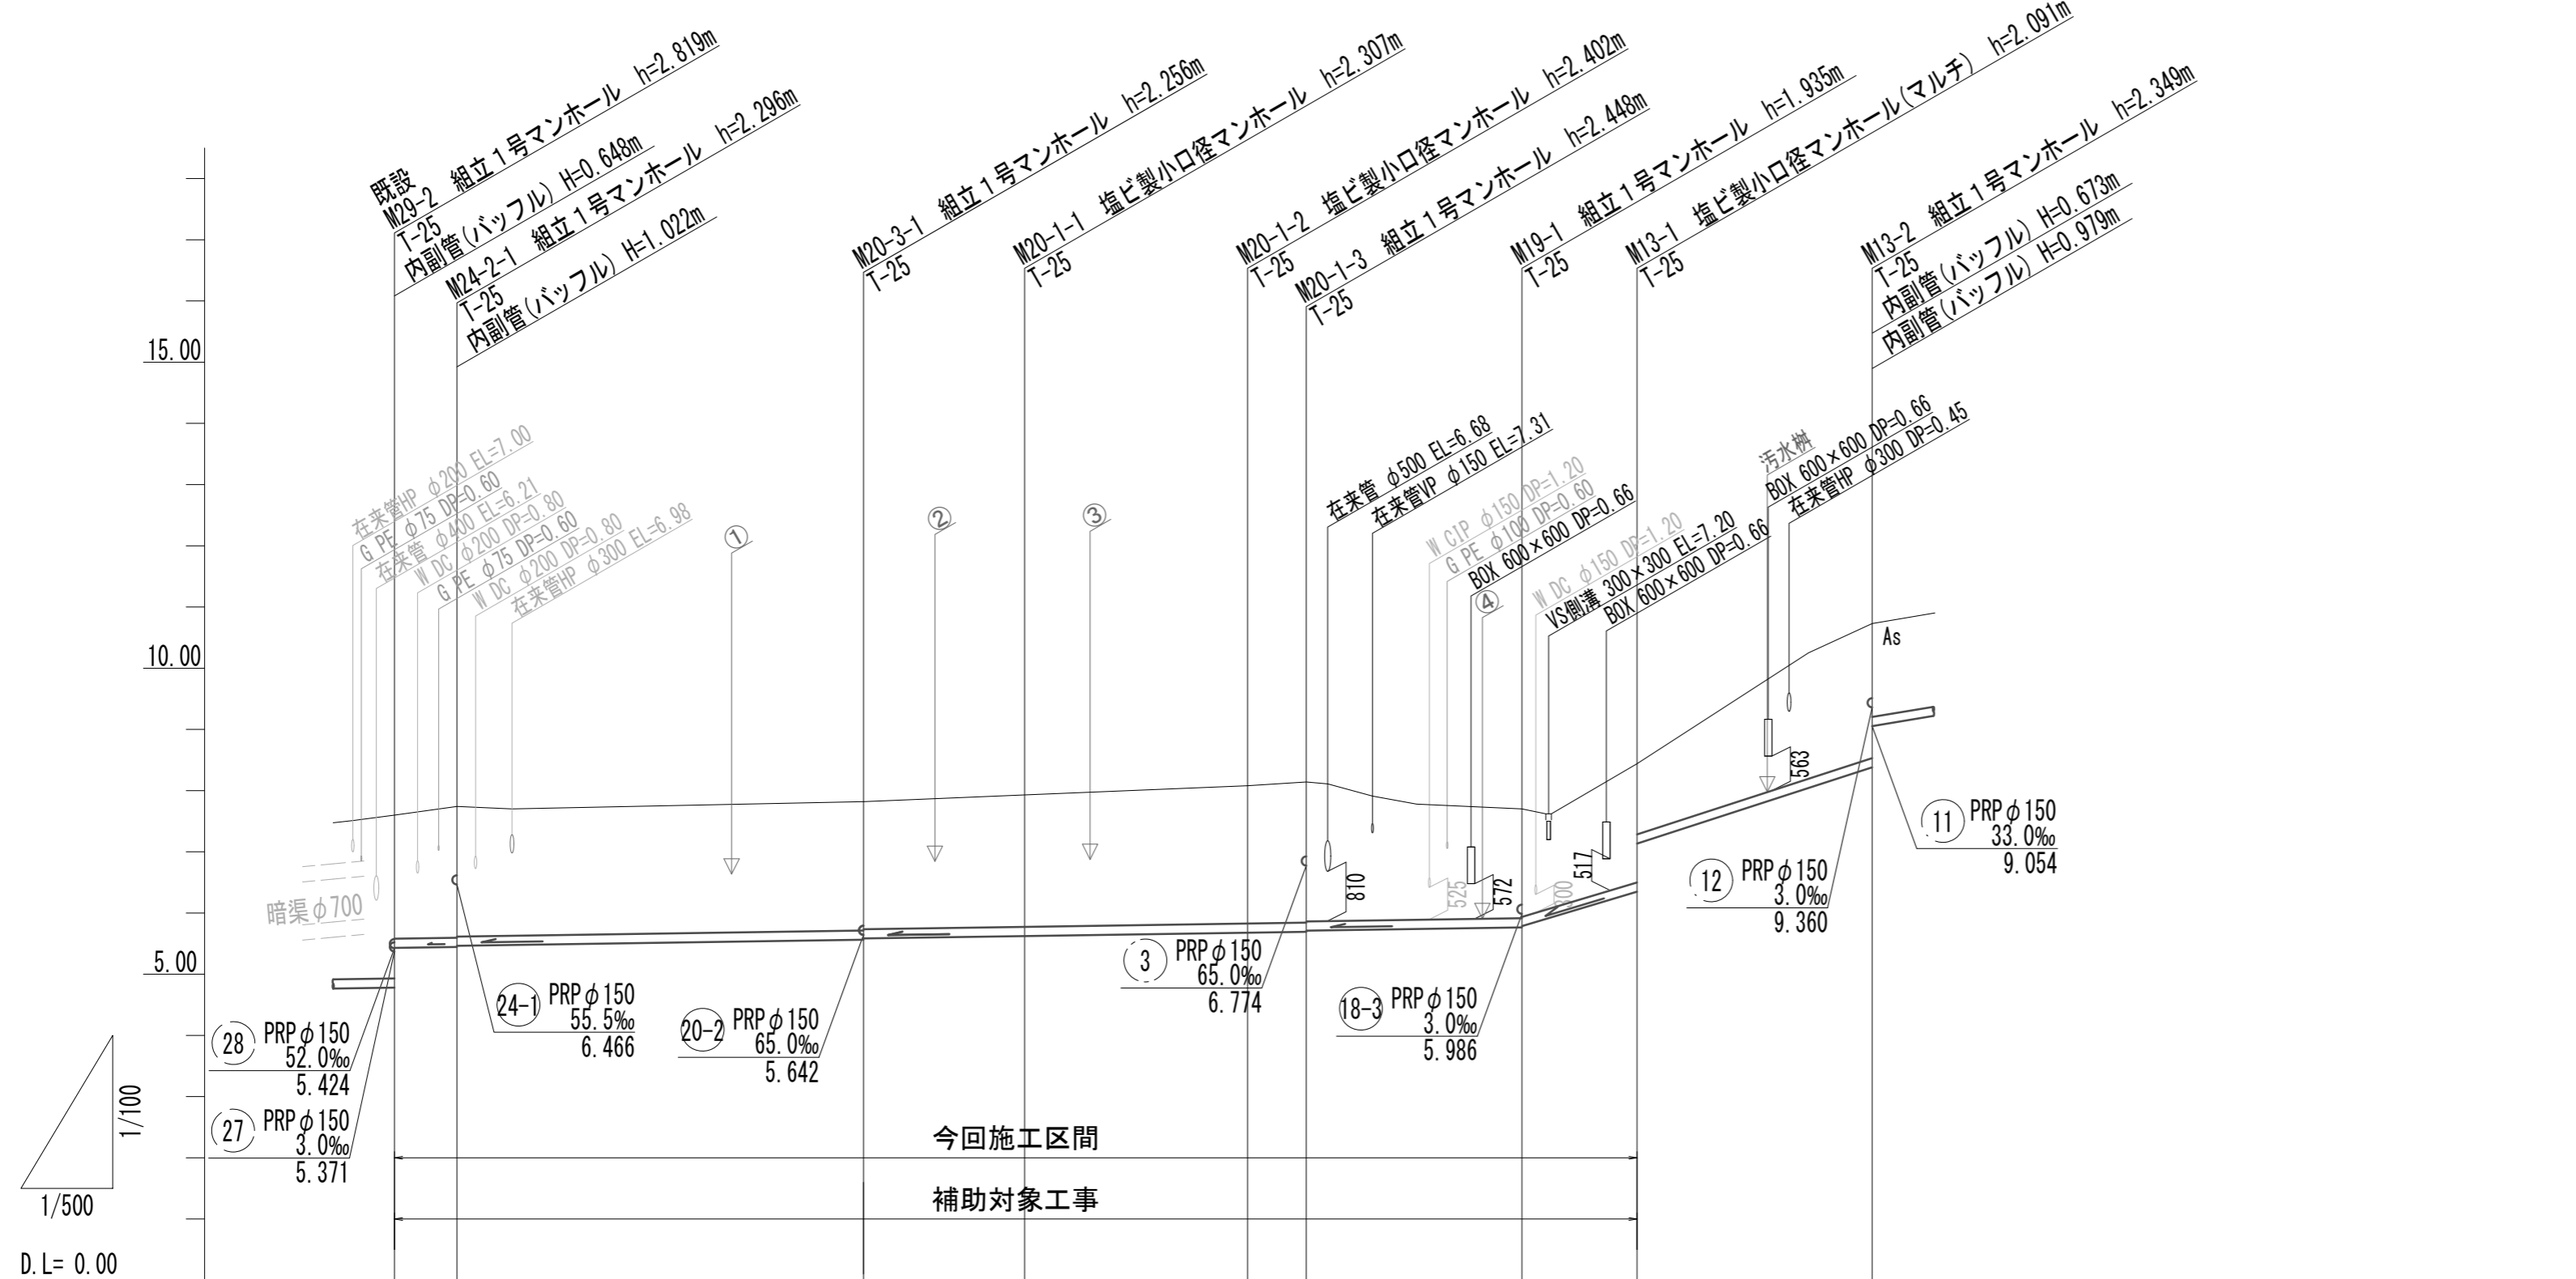 既設
M29-2 組立1号マンホール h=2.819m
T-25
内副管(バッフル) H=0.648m
M24-2-1 組立1号マンホール h=2.296m
T-25
内副管(バッフル) H=1.022m
M20-3-1 組立1号マンホール h=2.256m
T-25
M20-1-1 塩ビ製小口径マンホール h=2.307m
T-25
M20-1-2 塩ビ製小口径マンホール h=2.402m
T-25
M20-1-3 組立1号マンホール h=2.448m
T-25
M19-1 組立1号マンホール h=1.935m
T-25
M13-1 塩ビ製小口径マンホール(マルチ) h=2.091m
T-25
M13-2 組立1号マンホール h=2.349m
T-25
内副管(バッフル) H=0.673m
内副管(バッフル) H=0.979m
15.00
10.00
5.00
在来管HP φ200 EL=7.00
G PE φ75 DP=0.60
在来管 φ400 EL=6.21
W DC φ200 DP=0.80
G PE φ75 DP=0.60
W DC φ200 DP=0.80
在来管HP φ300 EL=6.98
①
②
③
在来管 φ500 EL=6.68
在来管VP φ150 EL=7.31
W CIP φ150 DP=1.20
G PE φ100 DP=0.60
BOX 600×600 DP=0.66
④
W DC φ150 DP=1.20
VS側溝 300×300 EL=7.20
BOX 600×600 DP=0.66
汚水桝
BOX 600×600 DP=0.66
在来管HP φ300 DP=0.45
As
暗渠φ700
810
525
572
300
517
563
28 PRPφ150
52.0‰
5.424
27 PRPφ150
3.0‰
5.371
24-1 PRPφ150
55.5‰
6.466
20-2 PRPφ150
65.0‰
5.642
3 PRPφ150
65.0‰
6.774
18-3 PRPφ150
3.0‰
5.986
12 PRPφ150
3.0‰
9.360
11 PRPφ150
33.0‰
9.054
今回施工区間
補助対象工事
1/100
1/500
D.L= 0.00